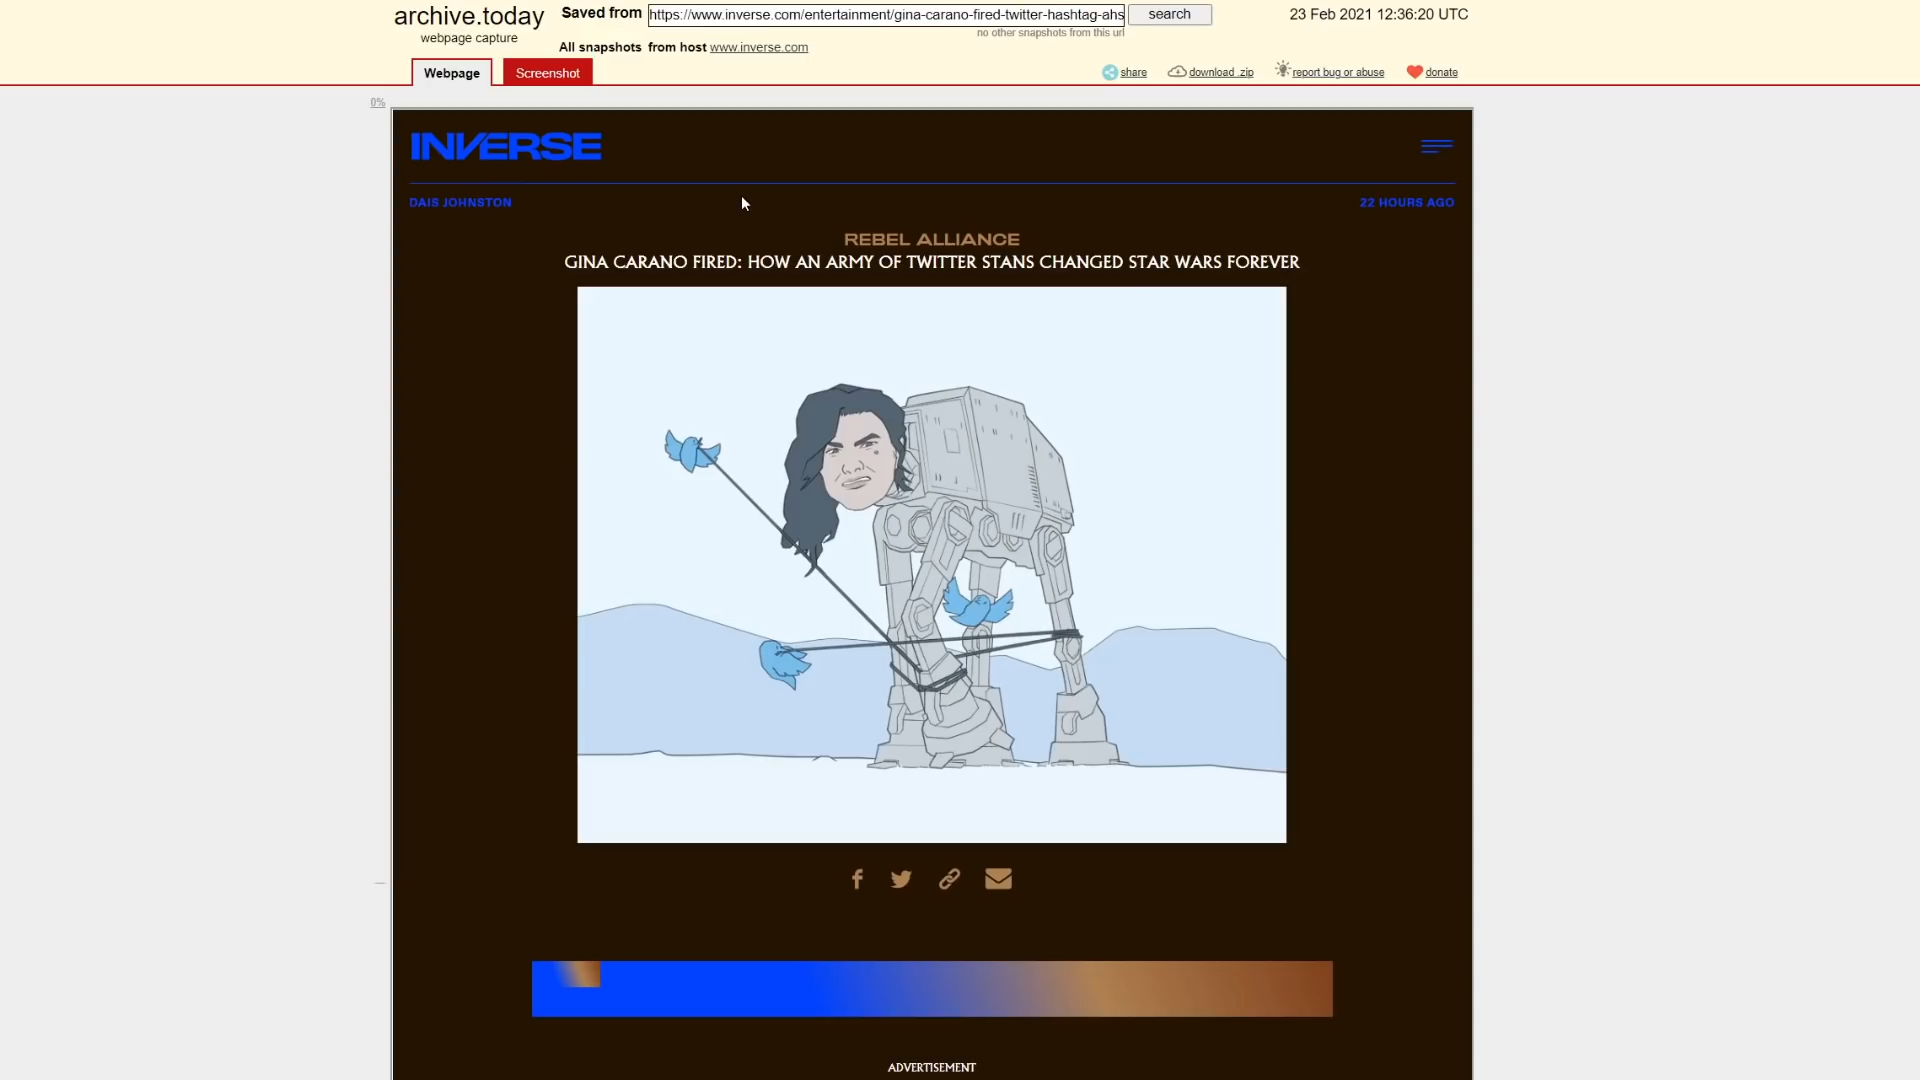 archive.today
webpage capture
Saved from
https://www.inverse.com/entertainment/gina-carano-fired-twitter-hashtag-ahs
search
23 Feb 2021 12:36:20 UTC
no other snapshots from this url
All snapshots from host www.inverse.com
Webpage
Screenshot
share
download .zip
report bug or abuse
donate
0%
INVERSE
DAIS JOHNSTON
22 HOURS AGO
REBEL ALLIANCE
GINA CARANO FIRED: HOW AN ARMY OF TWITTER STANS CHANGED STAR WARS FOREVER
ADVERTISEMENT